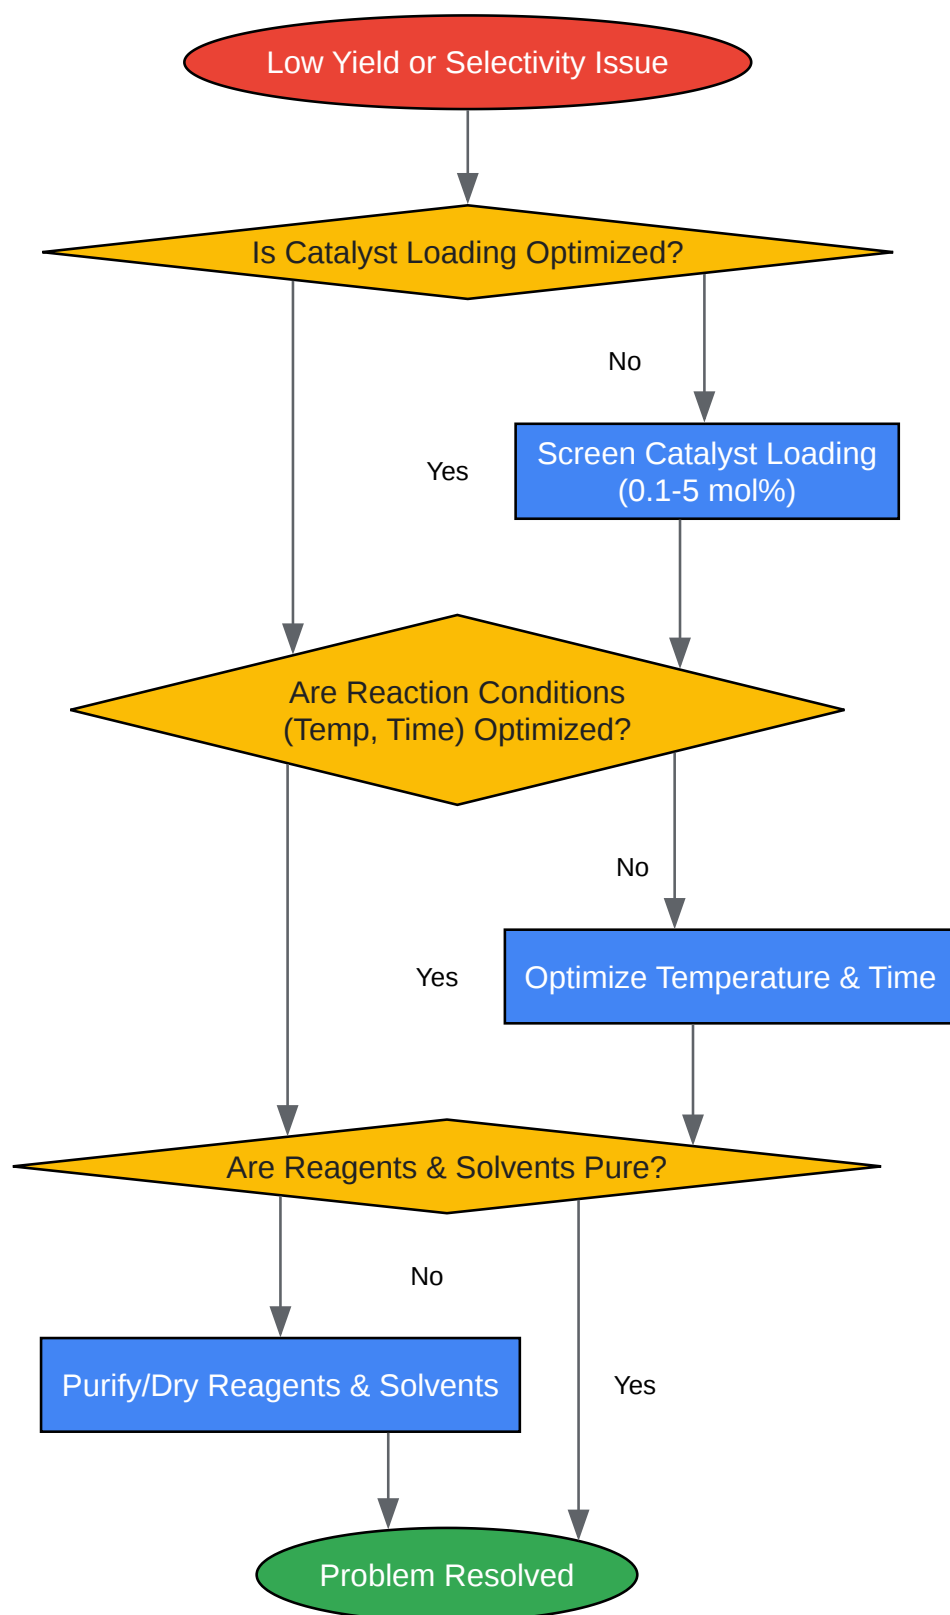 Low Yield or Selectivity Issue
Is Catalyst Loading Optimized?
No
Yes
Screen Catalyst Loading
(0.1-5 mol%)
Are Reaction Conditions
(Temp, Time) Optimized?
No
Yes
Optimize Temperature & Time
Are Reagents & Solvents Pure?
No
Purify/Dry Reagents & Solvents
Yes
Problem Resolved